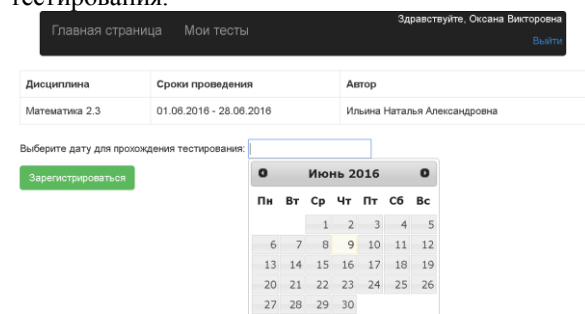 тестирования.
Главная страница Мои тесты
Здравствуйте, Оксана Викторовна
Выйти
Дисциплина Сроки проведения Автор
Математика 2.3 01.06.2016 - 28.06.2016 Ильина Наталья Александровна
Выберите дату для прохождения тестирования:
Зарегистрироваться
Июнь 2016
Пн Вт Ср Чт Пт Сб Вс
1 2 3 4 5
6 7 8 9 10 11 12
13 14 15 16 17 18 19
20 21 22 23 24 25 26
27 28 29 30